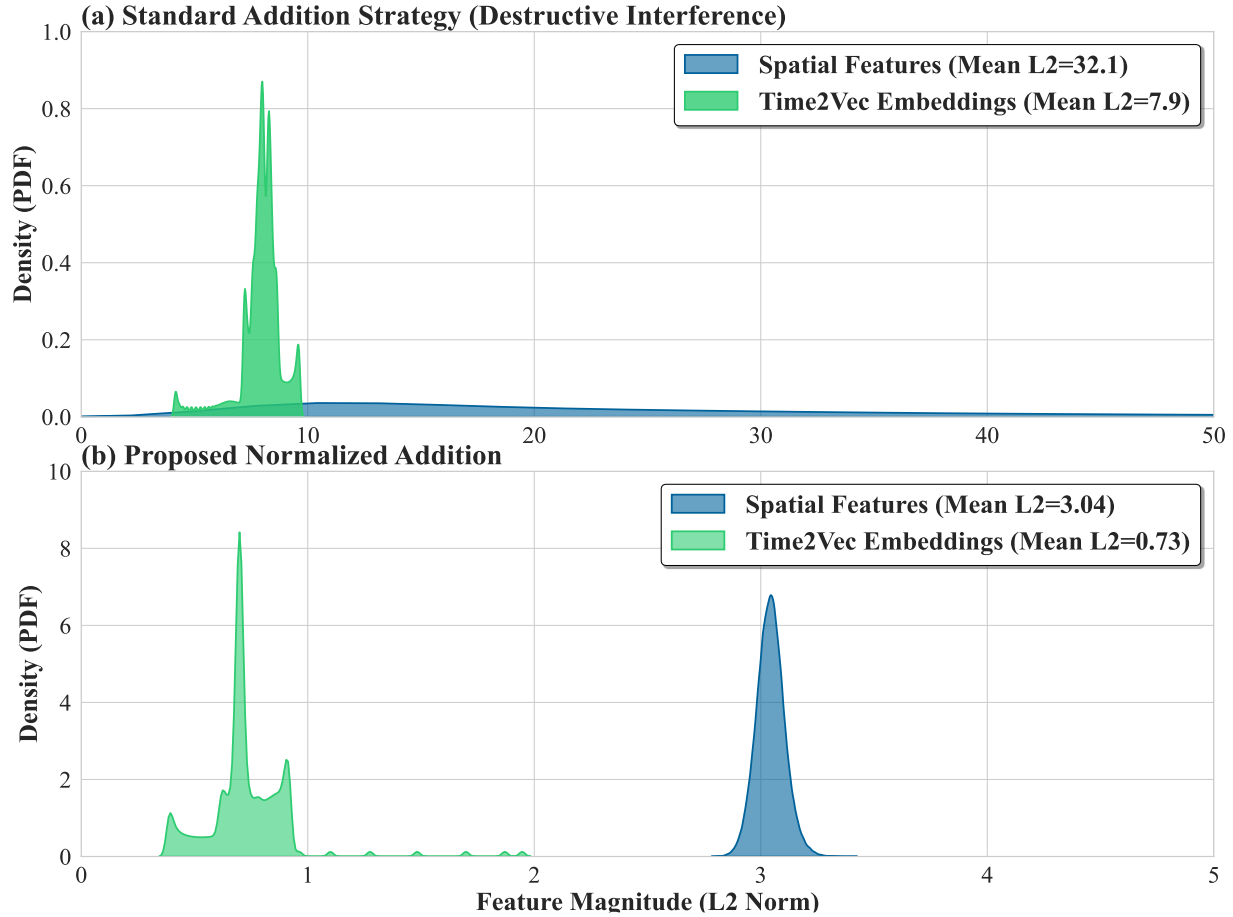 (a) Standard Addition Strategy (Destructive Interference)
1.0
0.8
0.6
0.4
0.2
0.0
Density (PDF)
Spatial Features (Mean L2=32.1)
Time2Vec Embeddings (Mean L2=7.9)
0 10 20 30 40 50
(b) Proposed Normalized Addition
10
8
6
4
2
0
Density (PDF)
Spatial Features (Mean L2=3.04)
Time2Vec Embeddings (Mean L2=0.73)
0 1 2 3 4 5
Feature Magnitude (L2 Norm)